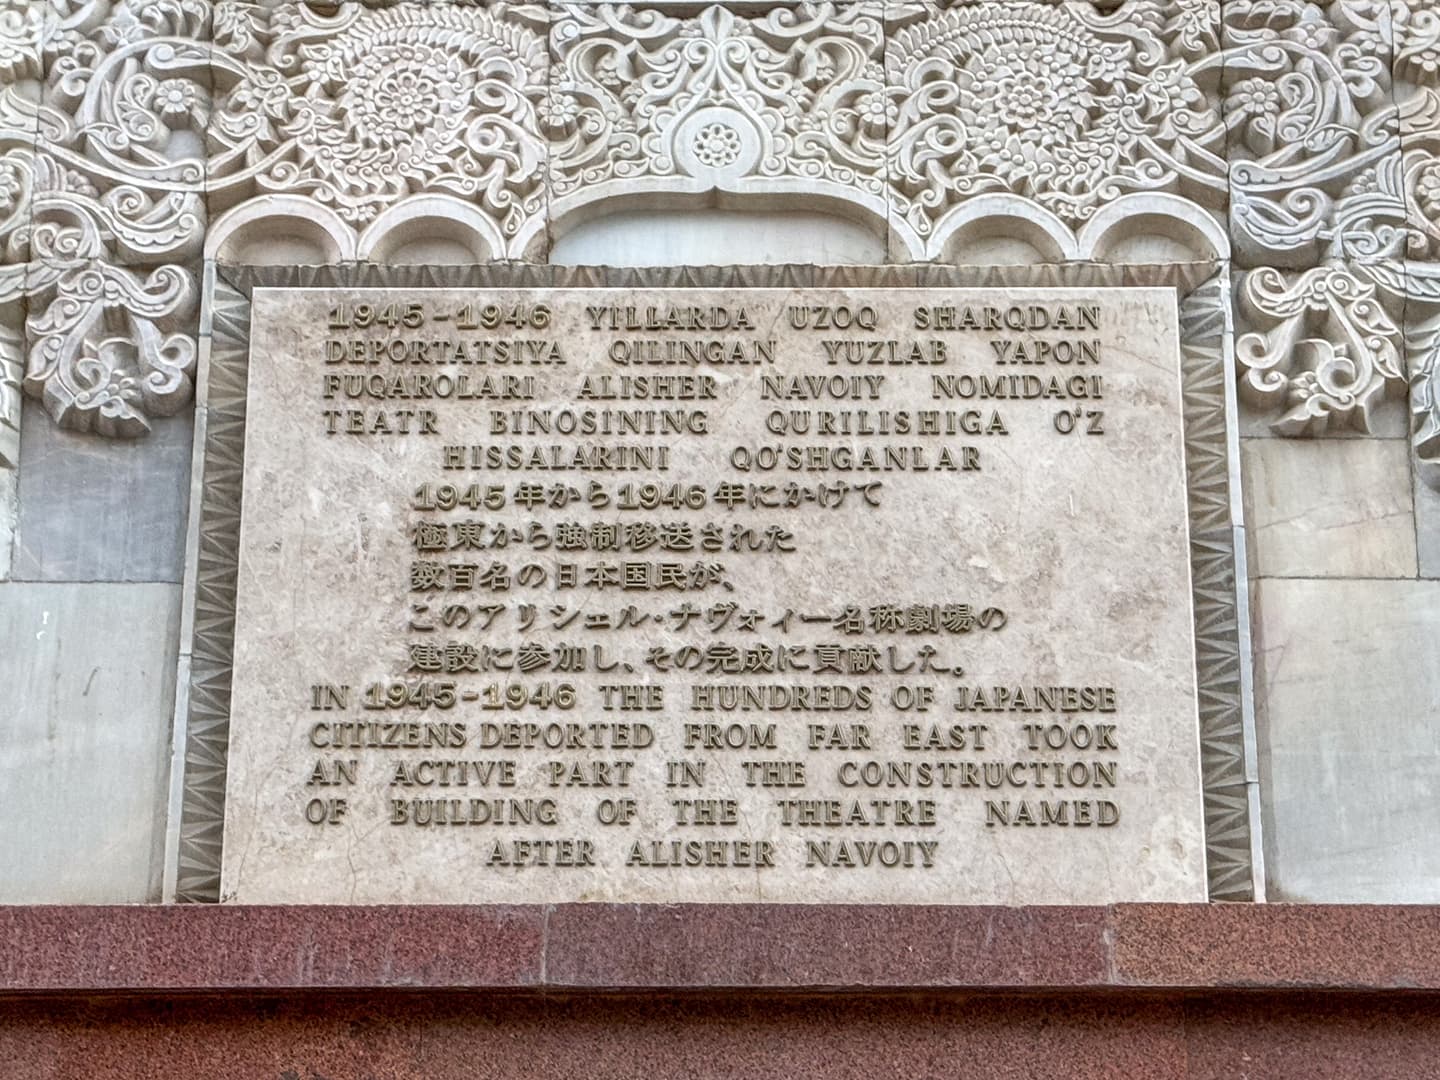 1945-1946 YILLARDA UZOQ SHARQDAN
DEPORTATSIYA QILINGAN YUZLAB YAPON
FUQAROLARI ALISHER NAVOIY NOMIDAGI
TEATR BINOSINING QURILISHIGA O‘Z
HISSALARINI QO‘SHGANLAR
1945年から1946年にかけて
極東から強制移送された
数百名の日本国民が、
このアリシェル・ナヴォィー名称劇場の
建設に参加し、その完成に貢献した。
IN 1945-1946 THE HUNDREDS OF JAPANESE
CITIZENS DEPORTED FROM FAR EAST TOOK
AN ACTIVE PART IN THE CONSTRUCTION
OF BUILDING OF THE THEATRE NAMED
AFTER ALISHER NAVOIY